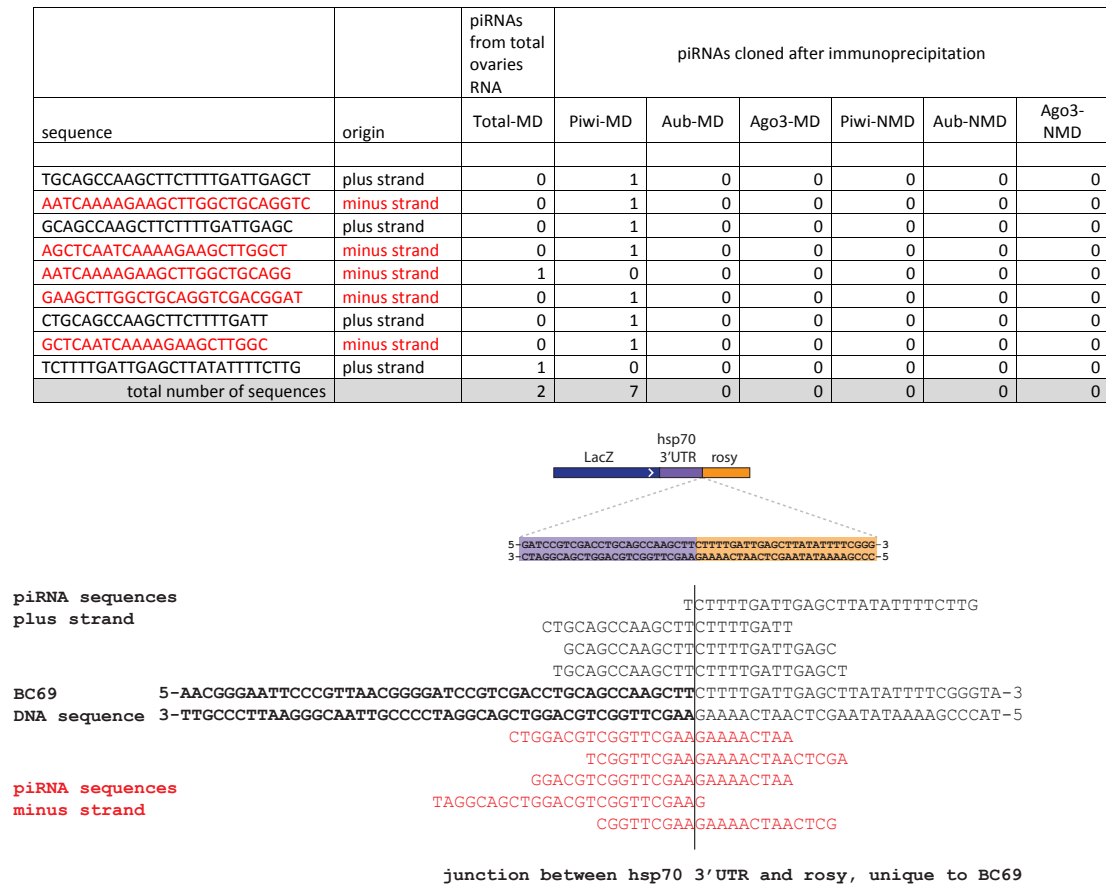 piRNAs from total ovaries RNA
piRNAs cloned after immunoprecipitation
sequence origin Total-MD Piwi-MD Aub-MD Ago3-MD Piwi-NMD Aub-NMD Ago3-NMD
TGCAGCCAAGCTTCTTTTGATTGAGCT plus strand 0 1 0 0 0 0 0
AATCAAAAGAAGCTTGGCTGCAGGTC minus strand 0 1 0 0 0 0 0
GCAGCCAAGCTTCTTTTGATTGAGC plus strand 0 1 0 0 0 0 0
AGCTCAATCAAAAGAAGCTTGGCT minus strand 0 1 0 0 0 0 0
AATCAAAAGAAGCTTGGCTGCAGG minus strand 1 0 0 0 0 0 0
GAAGCTTGGCTGCAGGTCGACGGAT minus strand 0 1 0 0 0 0 0
CTGCAGCCAAGCTTCTTTTGATT plus strand 0 1 0 0 0 0 0
GCTCAATCAAAAGAAGCTTGGC minus strand 0 1 0 0 0 0 0
TCTTTTGATTGAGCTTATATTTTCTTG plus strand 1 0 0 0 0 0 0
total number of sequences 2 7 0 0 0 0 0
LacZ hsp70 3'UTR rosy
5-GATCCGTCGACCTGCAGCCAAGCTTCTTTTGATTGAGCTTATATTTTCGGG-3
3-CTAGGCAGCTGGACGTCGGTTCGAAGAAAACTAACTCGAATATAAAAGCCC-5
piRNA sequences
plus strand
TCTTTTGATTGAGCTTATATTTTCTTG
CTGCAGCCAAGCTTCTTTTGATT
GCAGCCAAGCTTCTTTTGATTGAGC
TGCAGCCAAGCTTCTTTTGATTGAGCT
BC69 5-AACGGGAATTCCCGTTAACGGGGATCCGTCGACCTGCAGCCAAGCTTCTTTTGATTGAGCTTATATTTTCGGGTA-3
DNA sequence 3-TTGCCCTTAAGGGCAATTGCCCCTAGGCAGCTGGACGTCGGTTCGAAGAAAACTAACTCGAATATAAAAGCCCAT-5
CTGGACGTCGGTTCGAAGAAAACTAA
TCGGTTCGAAGAAAACTAACTCGA
piRNA sequences
minus strand
GGACGTCGGTTCGAAGAAAACTAA
TAGGCAGCTGGACGTCGGTTCGAAG
CGGTTCGAAGAAAACTAACTCG
junction between hsp70 3'UTR and rosy, unique to BC69